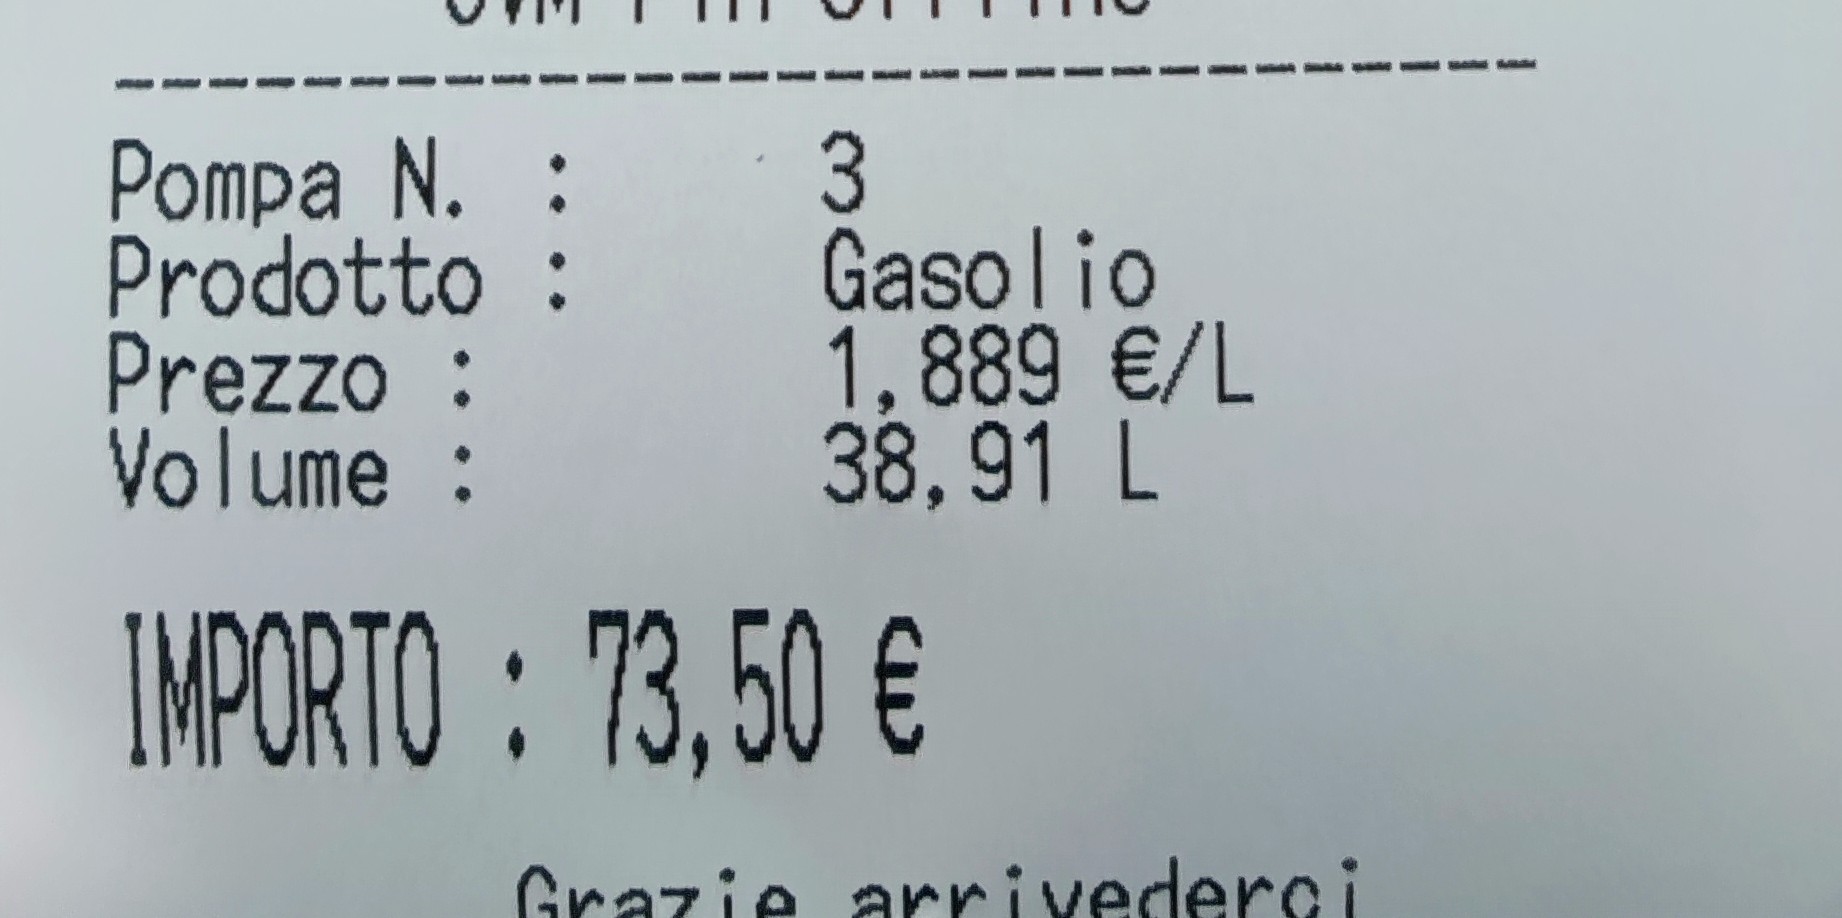 Pompa N. : 3
Prodotto : Gasolio
Prezzo : 1,889 €/L
Volume : 38,91 L
IMPORTO : 73,50 €
Grazie arrivederci